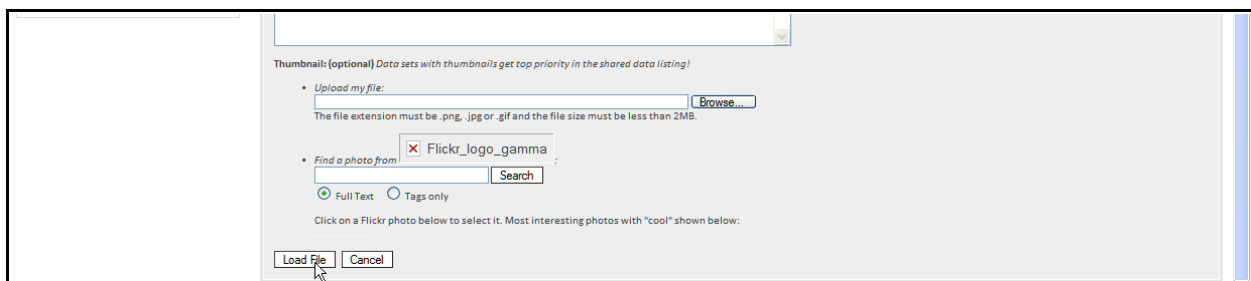 Thumbnail: (optional) Data sets with thumbnails get top priority in the shared data listing!
• Upload my file:
Browse...
The file extension must be .png, .jpg or .gif and the file size must be less than 2MB.
• Find a photo from Flickr_logo_gamma :
Search
Full Text Tags only
Click on a Flickr photo below to select it. Most interesting photos with "cool" shown below:
Load File Cancel